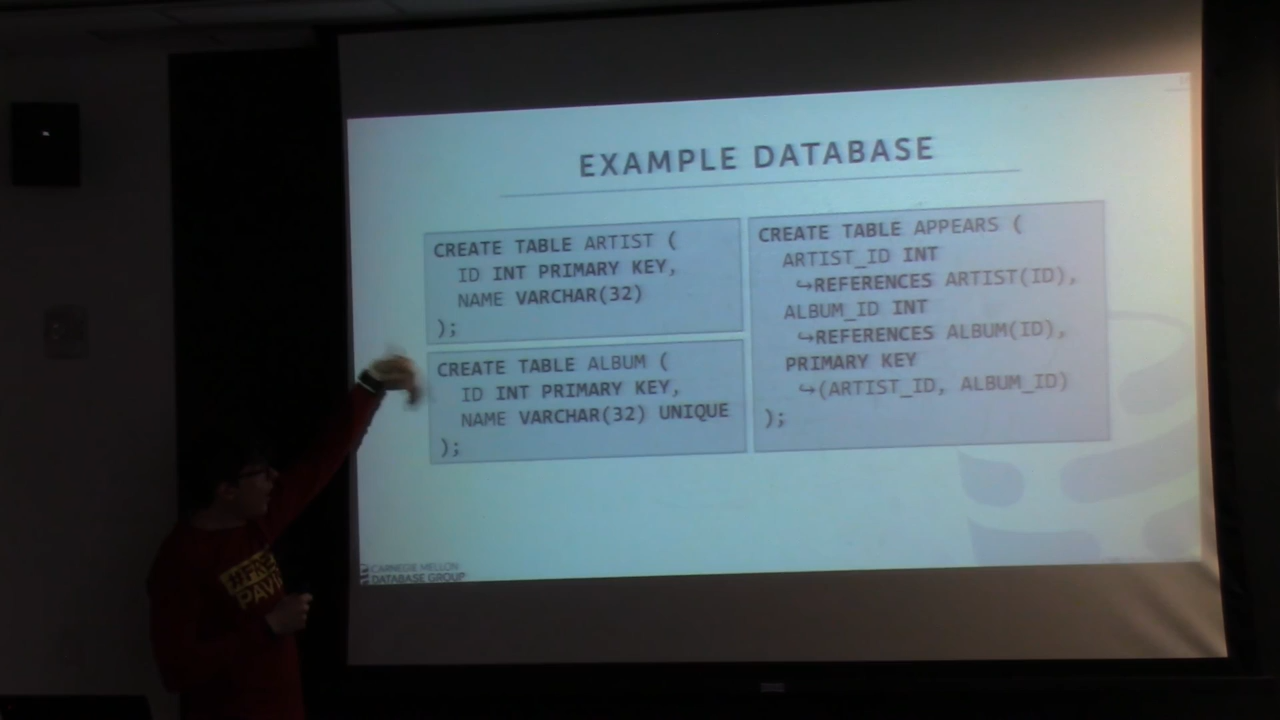 EXAMPLE DATABASE
CREATE TABLE ARTIST (
ID INT PRIMARY KEY,
NAME VARCHAR(32)
);
CREATE TABLE ALBUM (
ID INT PRIMARY KEY,
NAME VARCHAR(32) UNIQUE
);
CREATE TABLE APPEARS (
ARTIST_ID INT
↪REFERENCES ARTIST(ID),
ALBUM_ID INT
↪REFERENCES ALBUM(ID),
PRIMARY KEY
↪(ARTIST_ID, ALBUM_ID)
);
CARNEGIE MELLON
DATABASE GROUP